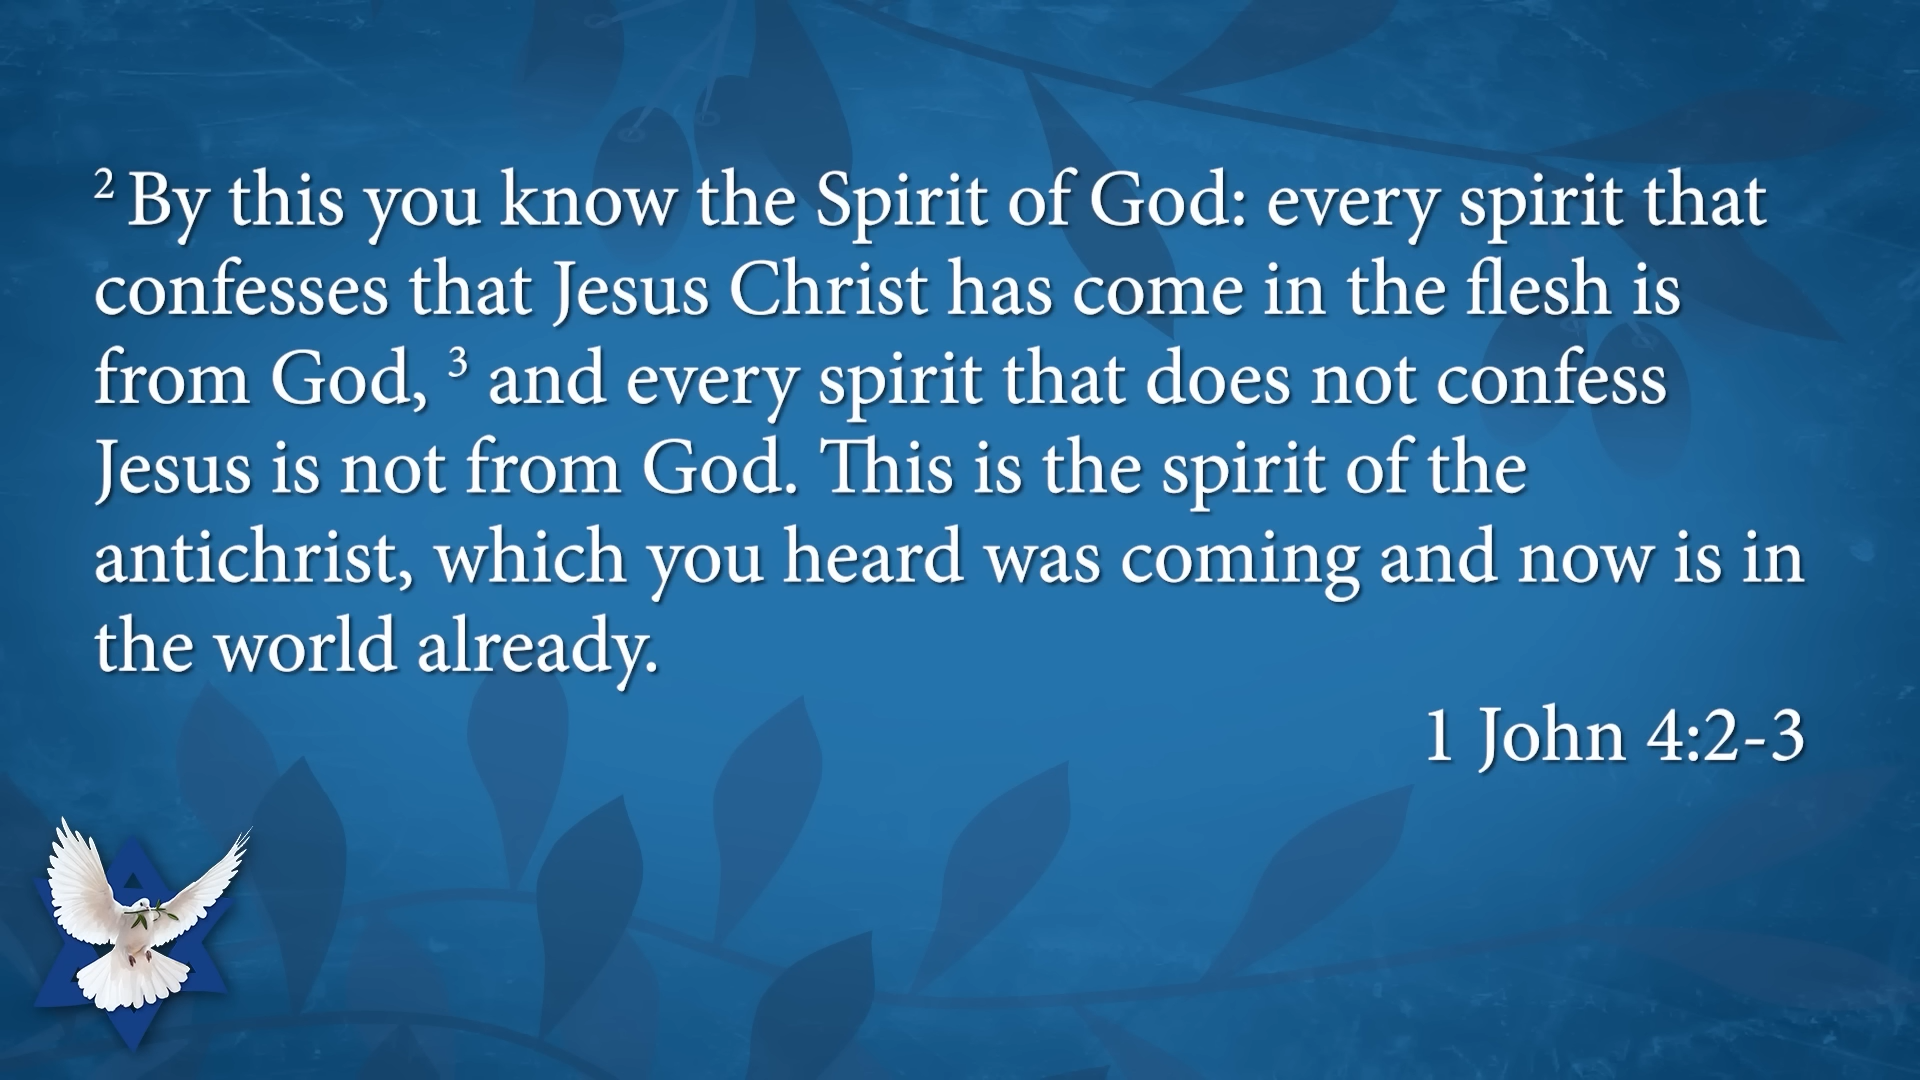 2 By this you know the Spirit of God: every spirit that
confesses that Jesus Christ has come in the flesh is
from God, 3 and every spirit that does not confess
Jesus is not from God. This is the spirit of the
antichrist, which you heard was coming and now is in
the world already.
1 John 4:2-3